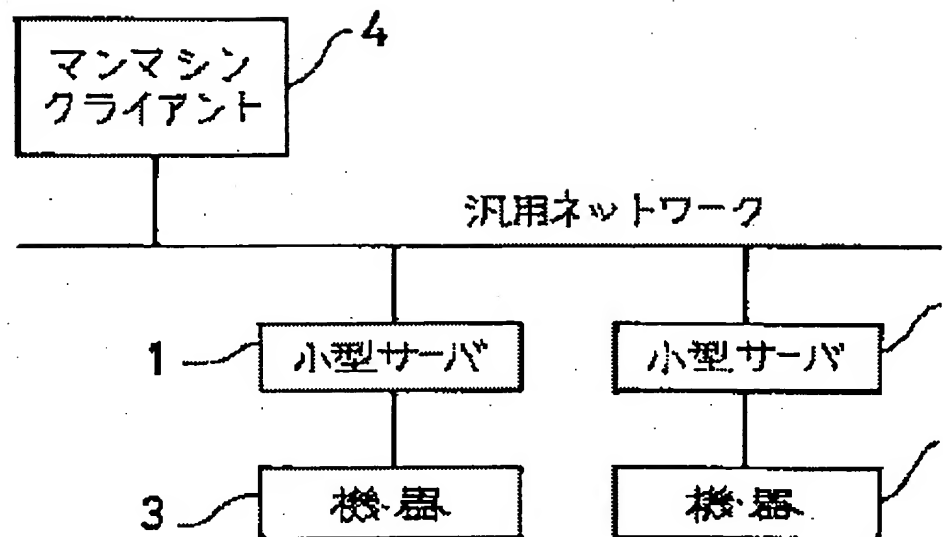 マンマシン
クライアント
4
汎用ネットワーク
1
小型サーバ
小型サーバ
3
機器
機器